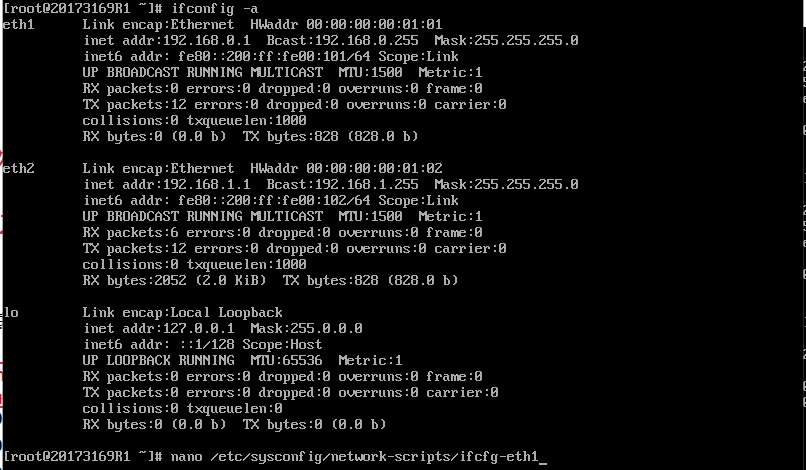 [root@20173169R1 ~]# ifconfig -a
eth1      Link encap:Ethernet  HWaddr 00:00:00:00:01:01
          inet addr:192.168.0.1  Bcast:192.168.0.255  Mask:255.255.255.0
          inet6 addr: fe80::200:ff:fe00:101/64 Scope:Link
          UP BROADCAST RUNNING MULTICAST  MTU:1500  Metric:1
          RX packets:0 errors:0 dropped:0 overruns:0 frame:0
          TX packets:12 errors:0 dropped:0 overruns:0 carrier:0
          collisions:0 txqueuelen:1000
          RX bytes:0 (0.0 b)  TX bytes:828 (828.0 b)
eth2      Link encap:Ethernet  HWaddr 00:00:00:00:01:02
          inet addr:192.168.1.1  Bcast:192.168.1.255  Mask:255.255.255.0
          inet6 addr: fe80::200:ff:fe00:102/64 Scope:Link
          UP BROADCAST RUNNING MULTICAST  MTU:1500  Metric:1
          RX packets:6 errors:0 dropped:0 overruns:0 frame:0
          TX packets:12 errors:0 dropped:0 overruns:0 carrier:0
          collisions:0 txqueuelen:1000
          RX bytes:2052 (2.0 KiB)  TX bytes:828 (828.0 b)
lo        Link encap:Local Loopback
          inet addr:127.0.0.1  Mask:255.0.0.0
          inet6 addr: ::1/128 Scope:Host
          UP LOOPBACK RUNNING  MTU:65536  Metric:1
          RX packets:0 errors:0 dropped:0 overruns:0 frame:0
          TX packets:0 errors:0 dropped:0 overruns:0 carrier:0
          collisions:0 txqueuelen:0
          RX bytes:0 (0.0 b)  TX bytes:0 (0.0 b)
[root@20173169R1 ~]# nano /etc/sysconfig/network-scripts/ifcfg-eth1_